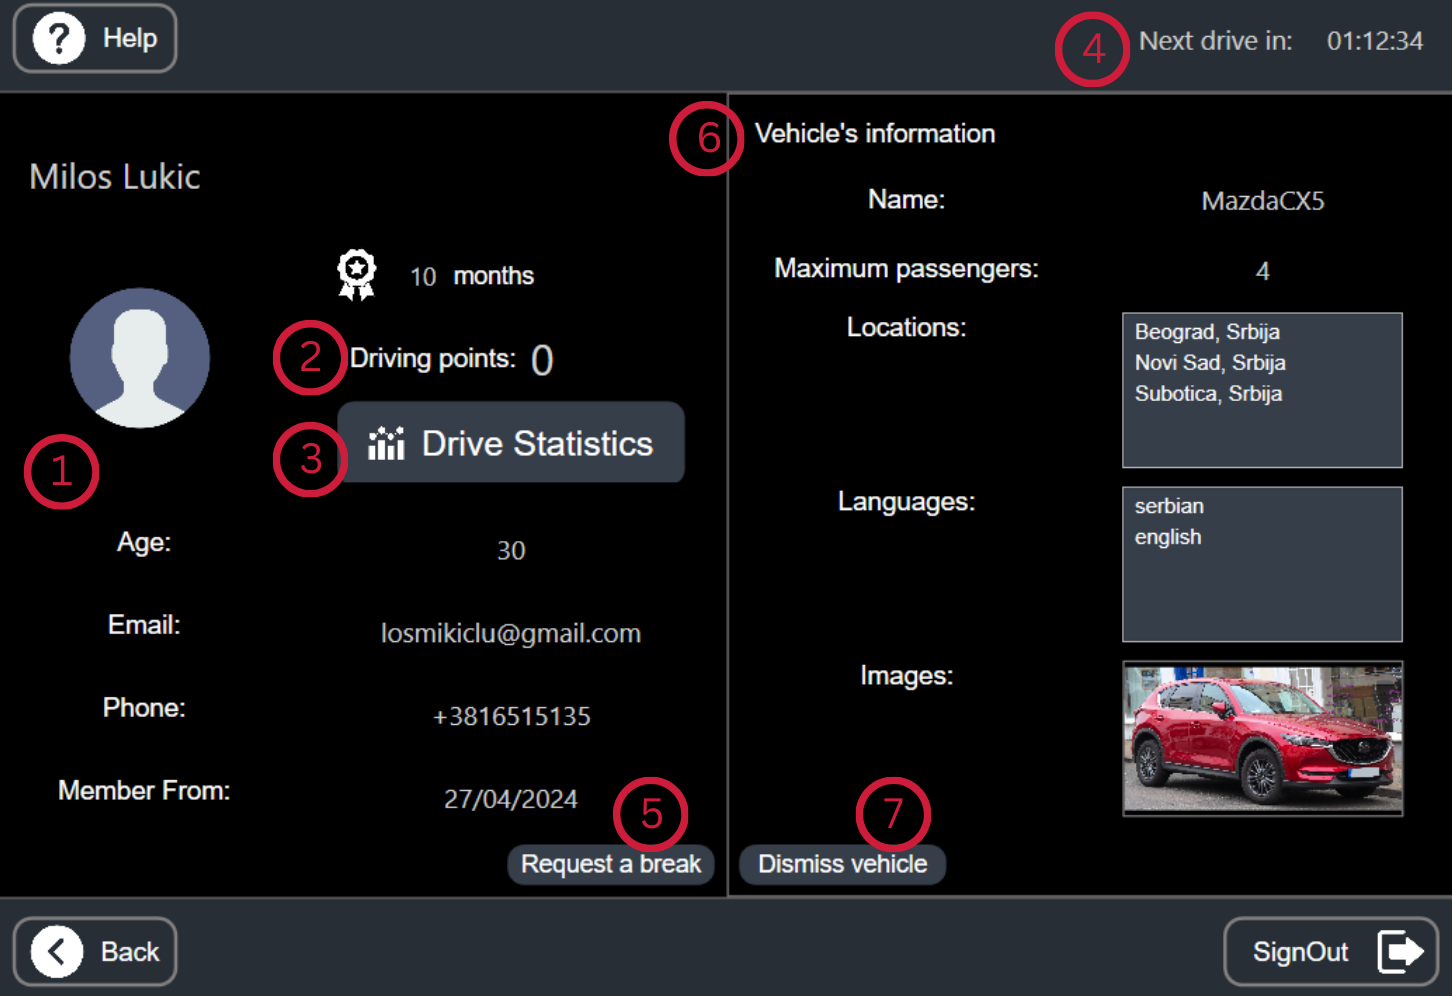 ? Help
4 Next drive in: 01:12:34
6 Vehicle's information
Milos Lukic
10 months
2 Driving points: 0
3 Drive Statistics
1
Age: 30
Email: losmikiclu@gmail.com
Phone: +3816515135
Member From: 27/04/2024
5
Request a break
Name: MazdaCX5
Maximum passengers: 4
Locations:
Beograd, Srbija
Novi Sad, Srbija
Subotica, Srbija
Languages:
serbian
english
Images:
7
Dismiss vehicle
Back
SignOut